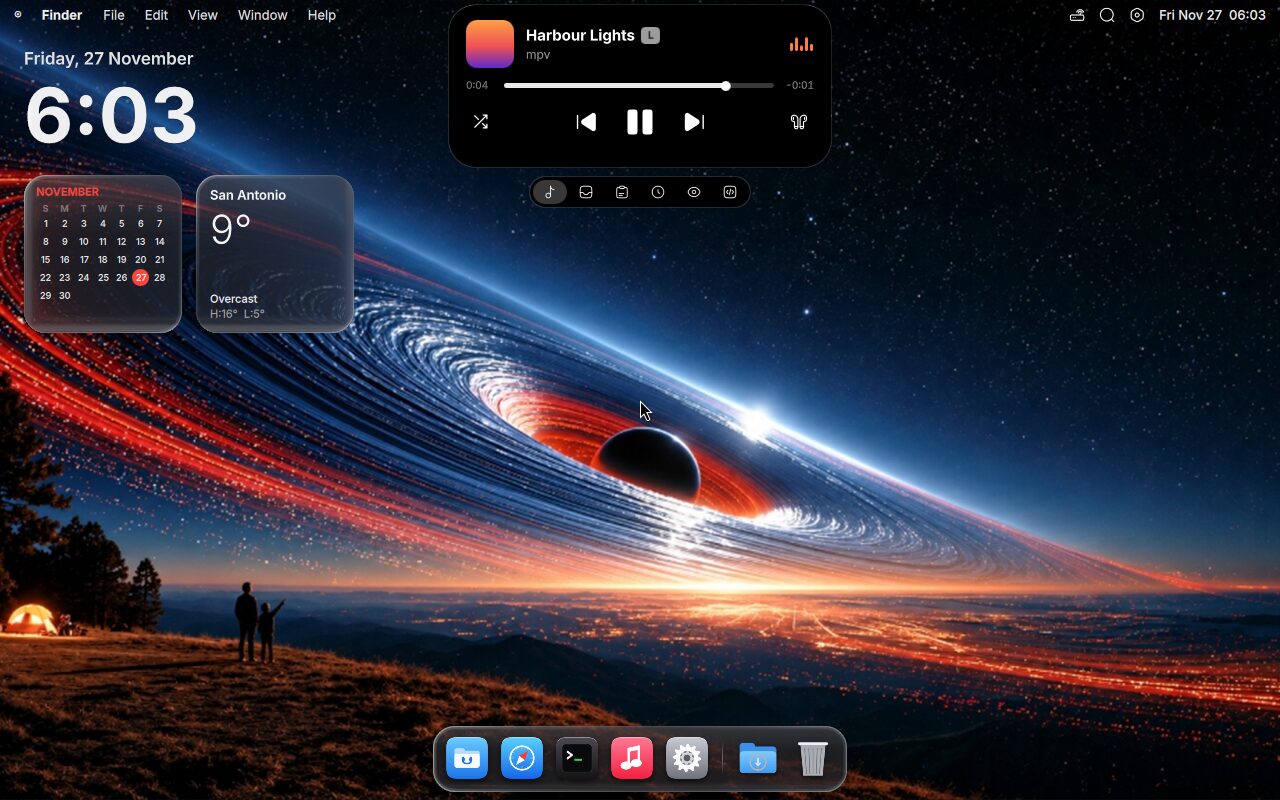 Finder File Edit View Window Help
Fri Nov 27 06:03
Friday, 27 November
6:03
Harbour Lights L
mpv
0:04
-0:01
NOVEMBER
S M T W T F S
1 2 3 4 5 6 7
8 9 10 11 12 13 14
15 16 17 18 19 20 21
22 23 24 25 26 27 28
29 30
San Antonio
9°
Overcast
H:16° L:5°